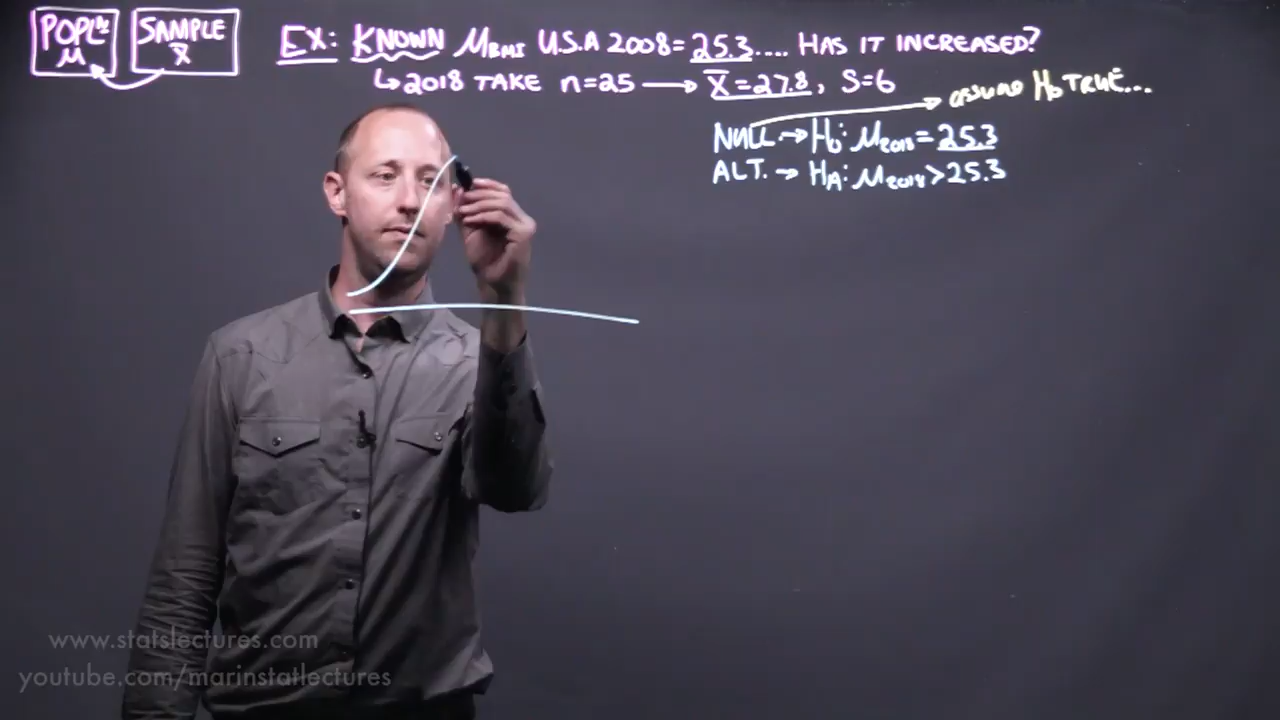 POPLN
μ
SAMPLE
x̄
EX: KNOWN μBMI U.S.A 2008=25.3.... HAS IT INCREASED?
↳2018 TAKE n=25 → x̄=27.8, S=6
assume H0 TRUE...
NULL → H0: μ2018=25.3
ALT. → HA: μ2018>25.3
www.statslectures.com
youtube.com/marinstatlectures